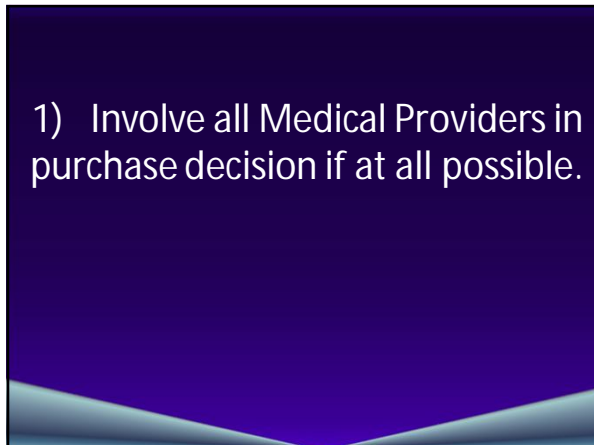 1) Involve all Medical Providers in
purchase decision if at all possible.